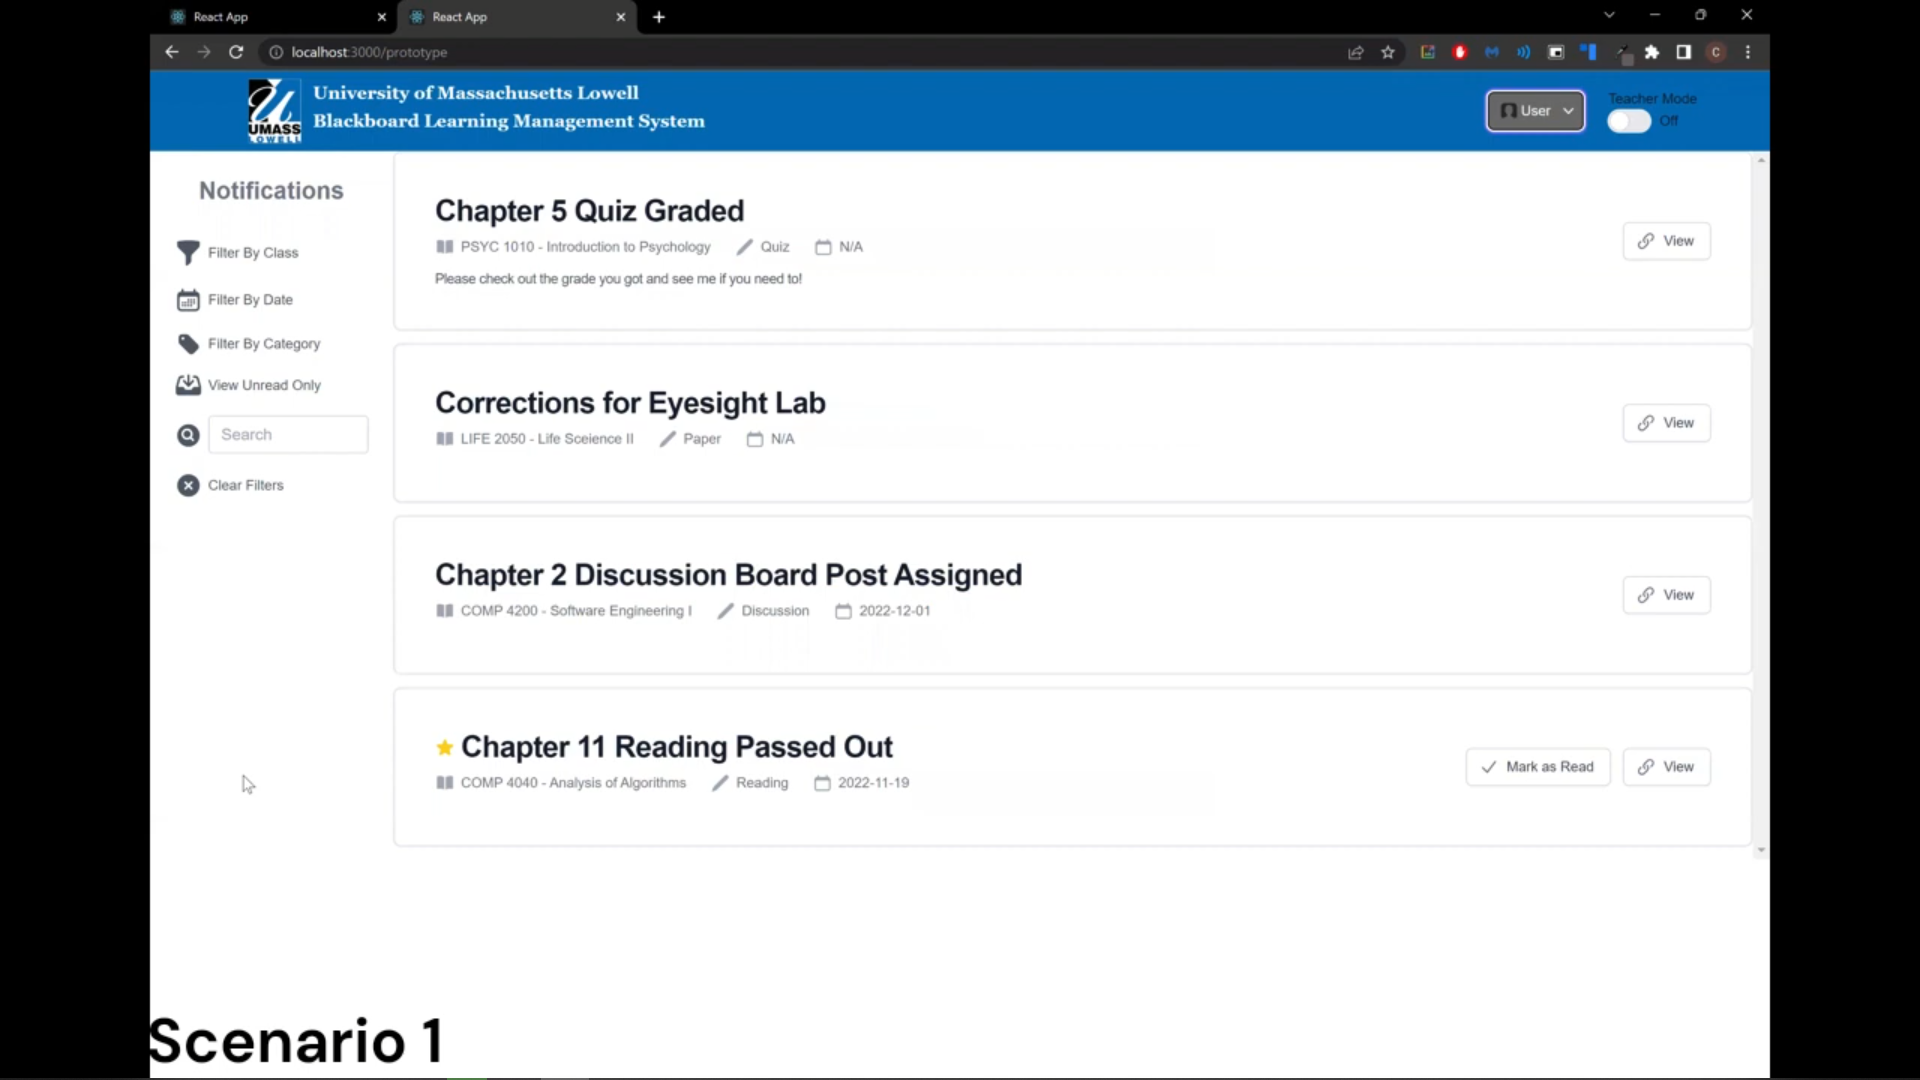 React App
React App
localhost:3000/prototype
C
UMASS
LOWELL
University of Massachusetts Lowell
Blackboard Learning Management System
User
Teacher Mode
Off
Notifications
Filter By Class
Filter By Date
Filter By Category
View Unread Only
Search
Clear Filters
Chapter 5 Quiz Graded
PSYC 1010 - Introduction to Psychology Quiz N/A
Please check out the grade you got and see me if you need to!
View
Corrections for Eyesight Lab
LIFE 2050 - Life Sceience II Paper N/A
View
Chapter 2 Discussion Board Post Assigned
COMP 4200 - Software Engineering I Discussion 2022-12-01
View
Chapter 11 Reading Passed Out
COMP 4040 - Analysis of Algorithms Reading 2022-11-19
Mark as Read
View
Scenario 1